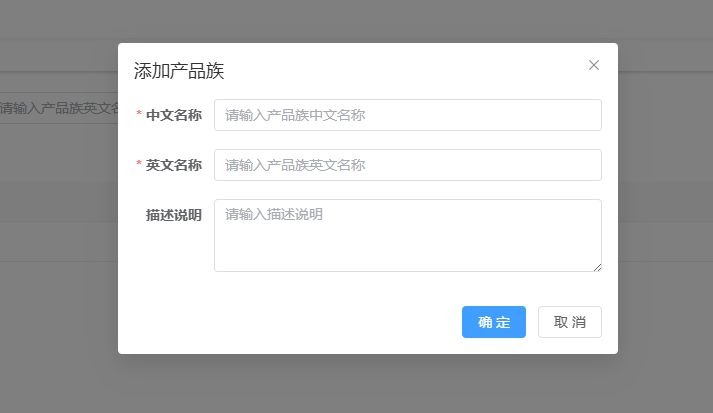 添加产品族
请输入产品族英文名
* 中文名称 请输入产品族中文名称
* 英文名称 请输入产品族英文名称
描述说明 请输入描述说明
确 定 取 消